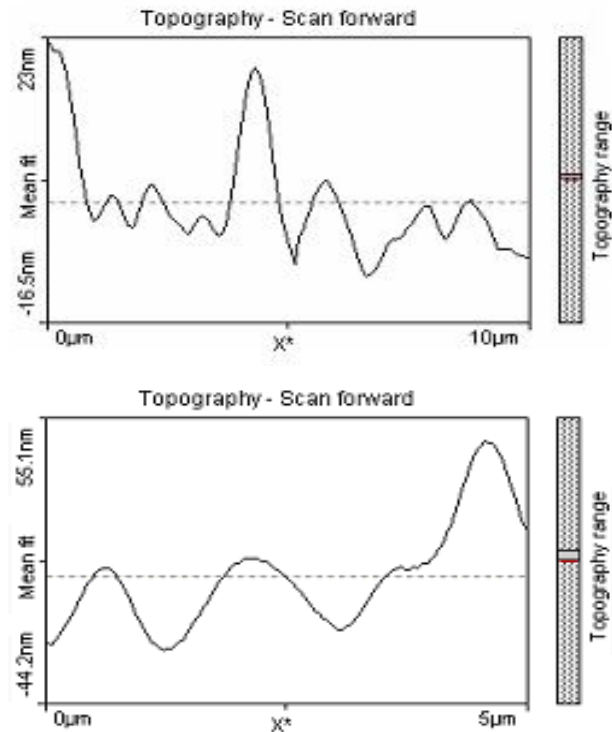 Topography - Scan forward
23nm
Mean fit
-16.5nm
0µm
X*
10µm
Topography range
Topography - Scan forward
55.1nm
Mean fit
-44.2nm
0µm
X*
5µm
Topography range